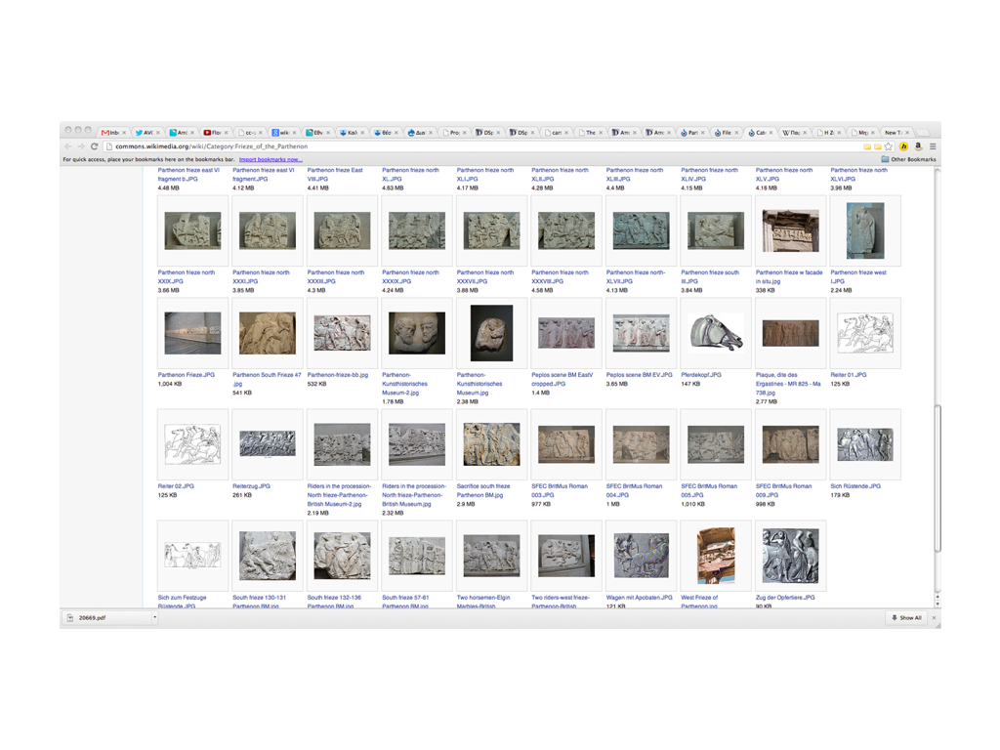 Inbo
AVG
Flor
cc-u
wiki
Eθν
Θέσ
Δωα
Proj
DSp
DSp
cart
The
Part
File:
Cate
Παρ
H Z
New T
commons.wikimedia.org/wiki/Category:Frieze_of_the_Parthenon
For quick access, place your bookmarks here on the bookmarks bar. Import bookmarks now...
Other Bookmarks
Parthenon frieze east VI Parthenon frieze east VI Parthenon frieze East Parthenon frieze north Parthenon frieze north Parthenon frieze north Parthenon frieze north Parthenon frieze north Parthenon frieze north Parthenon frieze north
fragment b.JPG fragment.JPG VIII.JPG XL.JPG XLI.JPG XLII.JPG XLIII.JPG XLIV.JPG XLV.JPG XLVI.JPG
4.48 MB 4.12 MB 4.41 MB 4.63 MB 4.17 MB 4.28 MB 4.4 MB 4.15 MB 4.16 MB 3.96 MB
Parthenon frieze north Parthenon frieze north Parthenon frieze north Parthenon frieze north Parthenon frieze north Parthenon frieze north Parthenon frieze north- Parthenon frieze south Parthenon frieze w facade Parthenon frieze west
XXIX.JPG XXXI.JPG XXXIII.JPG XXXIX.JPG XXXVII.JPG XXXVIII.JPG XLVII.JPG III.JPG in situ.jpg I.JPG
3.66 MB 3.85 MB 4.3 MB 4.24 MB 3.88 MB 4.58 MB 4.13 MB 3.84 MB 338 KB 2.24 MB
Parthenon Frieze.JPG Parthenon South Frieze 47 Parthenon-frieze-bb.jpg Parthenon- Parthenon- Peplos scene BM EastV Peplos scene BM EV.JPG Pferdekopf.JPG Plaque, dite des Reiter 01.JPG
1,004 KB .jpg 532 KB Kunsthistorisches Kunsthistorisches cropped.JPG 3.65 MB 147 KB Ergastines - MR 825 - Ma 125 KB
541 KB Museum-2.jpg Museum.jpg 1.4 MB 738.jpg
1.78 MB 2.38 MB 2.77 MB
Reiter 02.JPG Reiterzug.JPG Riders in the procession- Riders in the procession- Sacrifice south frieze SFEC BritMus Roman SFEC BritMus Roman SFEC BritMus Roman SFEC BritMus Roman Sich Rüstende.JPG
125 KB 261 KB North frieze-Parthenon- North frieze-Parthenon- Parthenon BM.jpg 003.JPG 004.JPG 005.JPG 009.JPG 179 KB
British Museum-2.jpg British Museum.jpg 2.9 MB 977 KB 1 MB 1,010 KB 998 KB
2.19 MB 2.32 MB
Sich zum Festzuge South frieze 130-131 South frieze 132-136 South frieze 57-61 Two horsemen-Elgin Two riders-west frieze- Wagen mit Apobaten.JPG West Frieze of Zug der Opfertiere.JPG
Rüstende.JPG Parthenon BM.jpg Parthenon BM.jpg Parthenon BM.jpg Marbles-British Parthenon-British 121 KB Parthenon.jpg 90 KB
20669.pdf
Show All